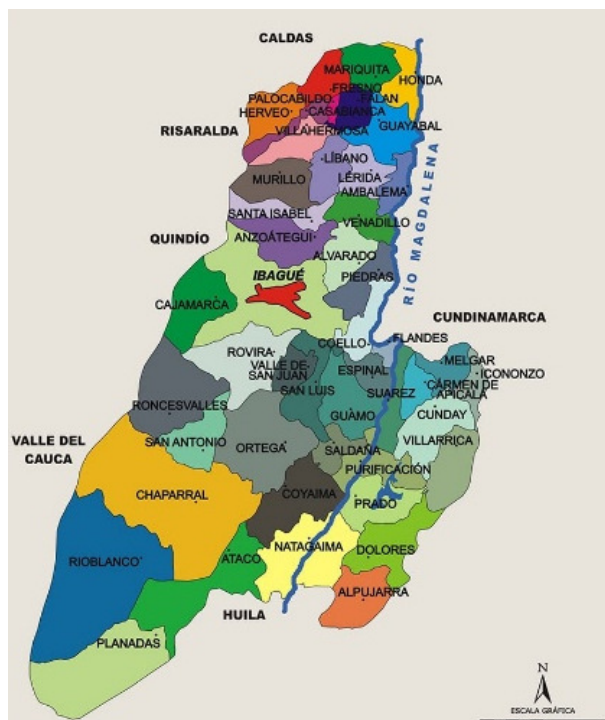 CALDAS
MARIQUITA
HONDA
FRESNO
PALOCABILDO
FALAN
HERVEO
CASABIANCA
GUAYABAL
RISARALDA
VILLAHERMOSA
LÍBANO
MURILLO
LÉRIDA
AMBALEMA
SANTA ISABEL
VENADILLO
QUINDÍO
ANZOÁTEGUI
ALVARADO
RÍO MAGDALENA
IBAGUÉ
PIEDRAS
CAJAMARCA
CUNDINAMARCA
COELLO
FLANDES
ROVIRA
MELGAR
VALLE DE
SAN JUAN
ESPINAL
ICONONZO
SAN LUIS
SUAREZ
CARMEN DE
APICALA
RONCESVALLES
GUAMO
CUNDAY
VALLE DEL
CAUCA
SAN ANTONIO
ORTEGA
SALDAÑA
VILLARRICA
PURIFICACIÓN
CHAPARRAL
COYAIMA
PRADO
NATAGAIMA
DOLORES
RIOBLANCO
ATACO
ALPUJARRA
HUILA
PLANADAS
N
ESCALA GRÁFICA